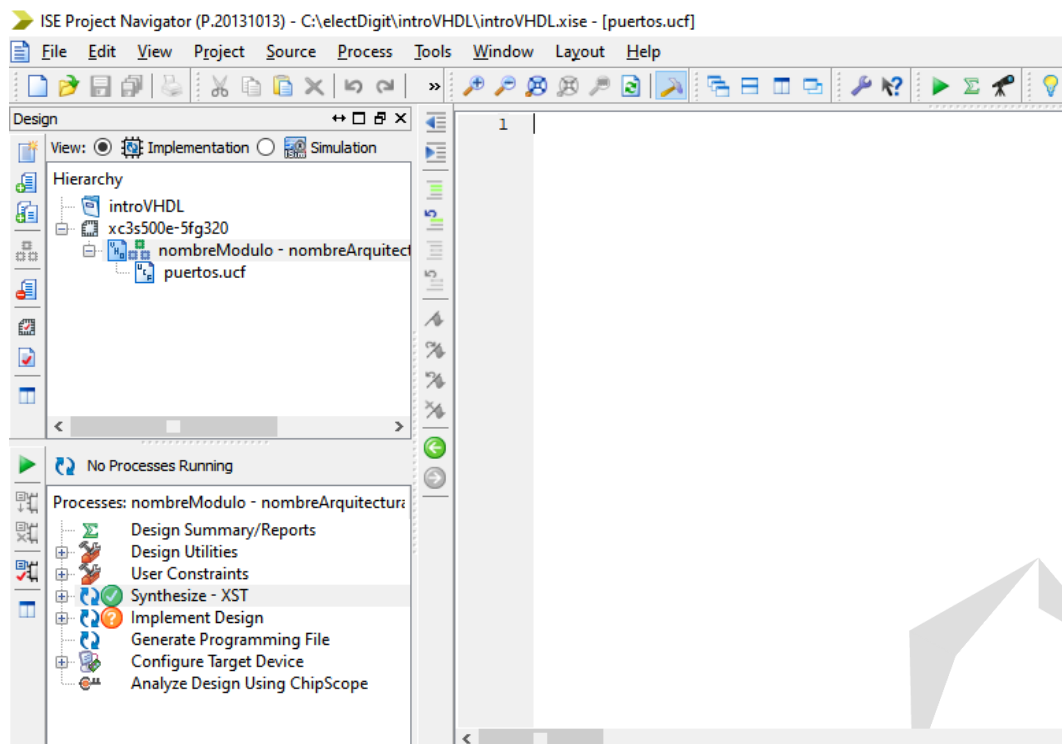 ISE Project Navigator (P.20131013) - C:\electDigit\introVHDL\introVHDL.xise - [puertos.ucf]
File Edit View Project Source Process Tools Window Layout Help
»
Design
View: Implementation Simulation
Hierarchy
introVHDL
xc3s500e-5fg320
nombreModulo - nombreArquitect
puertos.ucf
No Processes Running
Processes: nombreModulo - nombreArquitectura
Design Summary/Reports
Design Utilities
User Constraints
Synthesize - XST
Implement Design
Generate Programming File
Configure Target Device
Analyze Design Using ChipScope
1